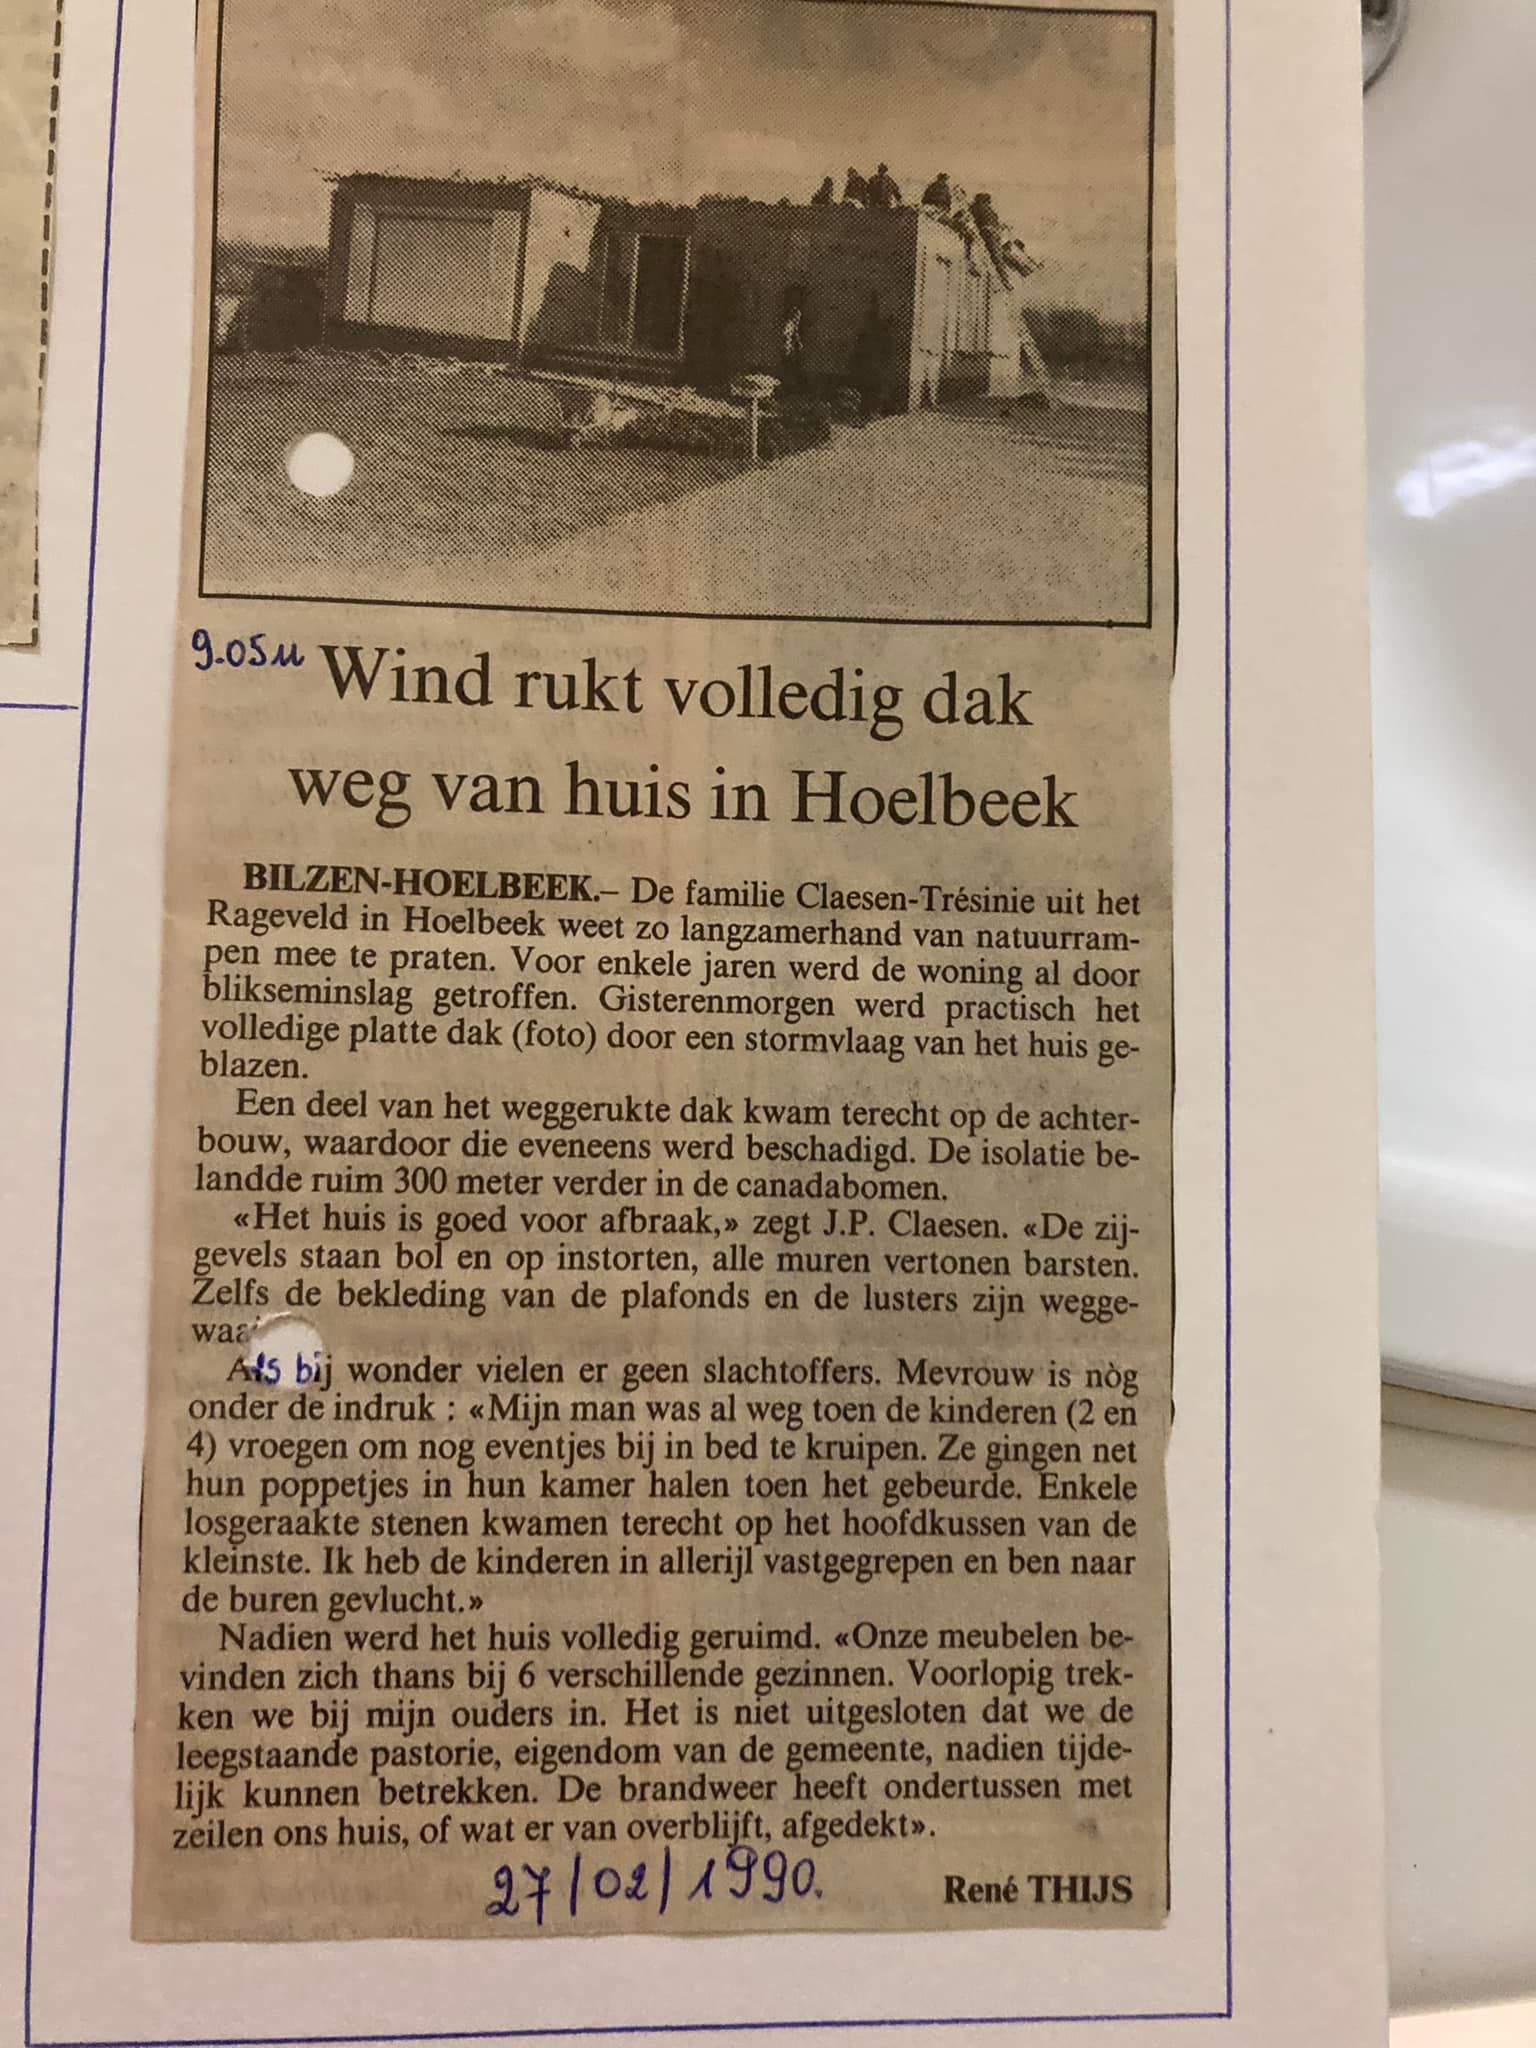 9.05u Wind rukt volledig dak
weg van huis in Hoelbeek
BILZEN-HOELBEEK.– De familie Claesen-Trésinie uit het
Rageveld in Hoelbeek weet zo langzamerhand van natuurram-
pen mee te praten. Voor enkele jaren werd de woning al door
blikseminslag getroffen. Gisterenmorgen werd practisch het
volledige platte dak (foto) door een stormvlaag van het huis ge-
blazen.
Een deel van het weggerukte dak kwam terecht op de achter-
bouw, waardoor die eveneens werd beschadigd. De isolatie be-
landde ruim 300 meter verder in de canadabomen.
«Het huis is goed voor afbraak,» zegt J.P. Claesen. «De zij-
gevels staan bol en op instorten, alle muren vertonen barsten.
Zelfs de bekleding van de plafonds en de lusters zijn wegge-
Als bij wonder vielen er geen slachtoffers. Mevrouw is nòg
onder de indruk : «Mijn man was al weg toen de kinderen (2 en
4) vroegen om nog eventjes bij in bed te kruipen. Ze gingen net
hun poppetjes in hun kamer halen toen het gebeurde. Enkele
losgeraakte stenen kwamen terecht op het hoofdkussen van de
kleinste. Ik heb de kinderen in allerijl vastgegrepen en ben naar
de buren gevlucht.»
Nadien werd het huis volledig geruimd. «Onze meubelen be-
vinden zich thans bij 6 verschillende gezinnen. Voorlopig trek-
ken we bij mijn ouders in. Het is niet uitgesloten dat we de
leegstaande pastorie, eigendom van de gemeente, nadien tijde-
lijk kunnen betrekken. De brandweer heeft ondertussen met
zeilen ons huis, of wat er van overblijft, afgedekt».
27/02/1990.
René THIJS